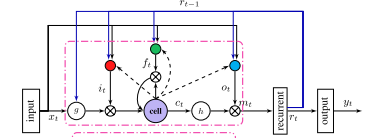 r_{t-1}
f_t
i_t
o_t
input
x_t
g
cell
c_t
h
m_t
recurrent
r_t
output
y_t